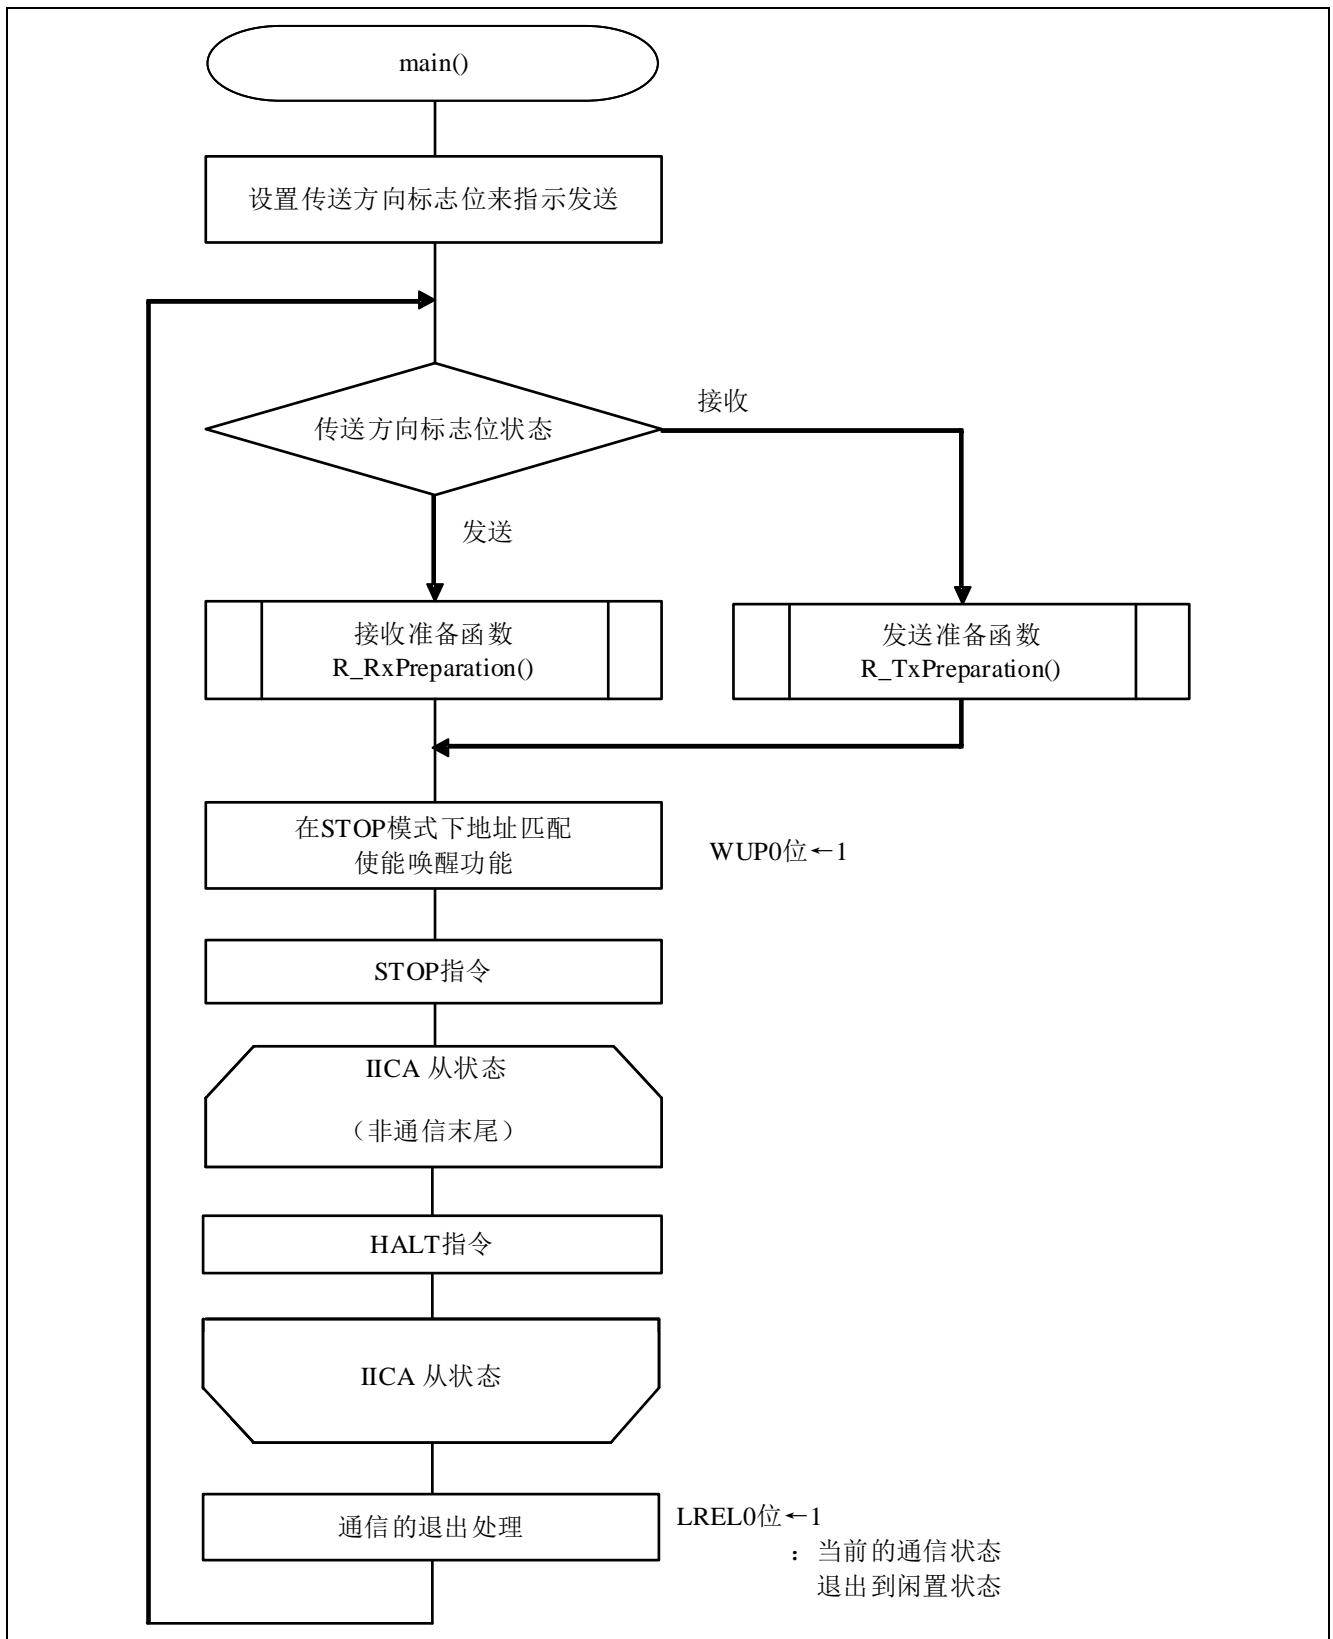 main()
设置传送方向标志位来指示发送
传送方向标志位状态
接收
发送
接收准备函数
R_RxPreparation()
发送准备函数
R_TxPreparation()
在STOP模式下地址匹配
使能唤醒功能
WUP0位←1
STOP指令
IICA 从状态
（非通信末尾）
HALT指令
IICA 从状态
通信的退出处理
LREL0位←1
：当前的通信状态
退出到闲置状态